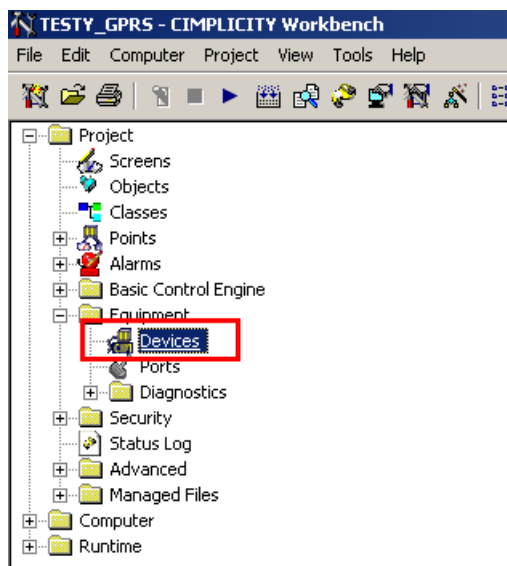 TESTY_GPRS - CIMPLICITY Workbench
File Edit Computer Project View Tools Help
Project
Screens
Objects
Classes
Points
Alarms
Basic Control Engine
Equipment
Devices
Ports
Diagnostics
Security
Status Log
Advanced
Managed Files
Computer
Runtime